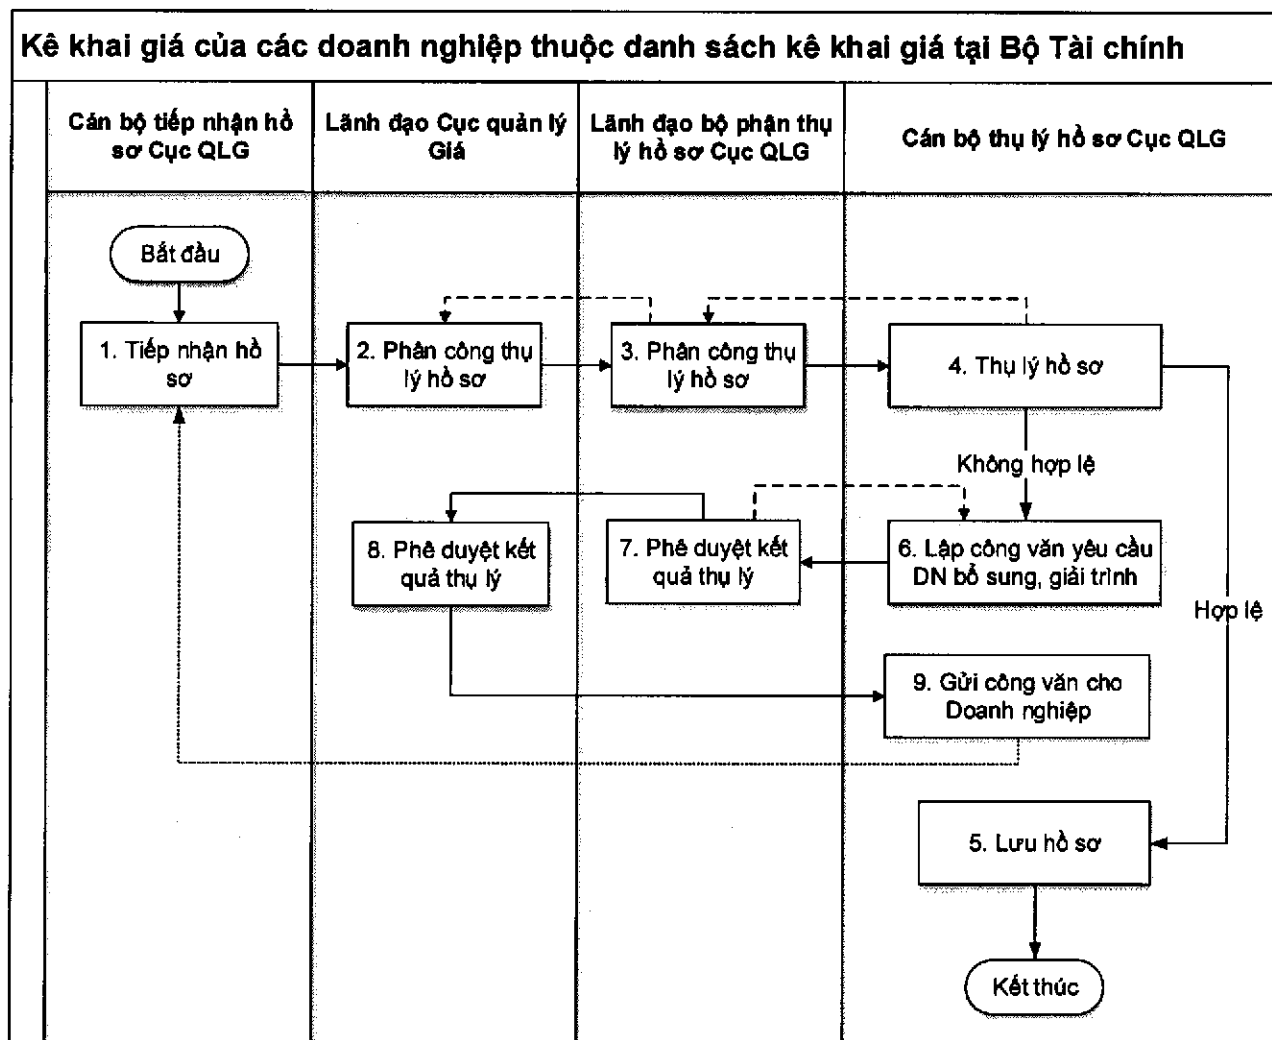 Kê khai giá của các doanh nghiệp thuộc danh sách kê khai giá tại Bộ Tài chính
Cán bộ tiếp nhận hồ
sơ Cục QLG
Lãnh đạo Cục quản lý
Giá
Lãnh đạo bộ phận thụ
lý hồ sơ Cục QLG
Cán bộ thụ lý hồ sơ Cục QLG
Bắt đầu
1. Tiếp nhận hồ
sơ
2. Phân công thụ
lý hồ sơ
3. Phân công thụ
lý hồ sơ
4. Thụ lý hồ sơ
Không hợp lệ
8. Phê duyệt kết
quả thụ lý
7. Phê duyệt kết
quả thụ lý
6. Lập công văn yêu cầu
DN bổ sung, giải trình
Hợp lệ
9. Gửi công văn cho
Doanh nghiệp
5. Lưu hồ sơ
Kết thúc